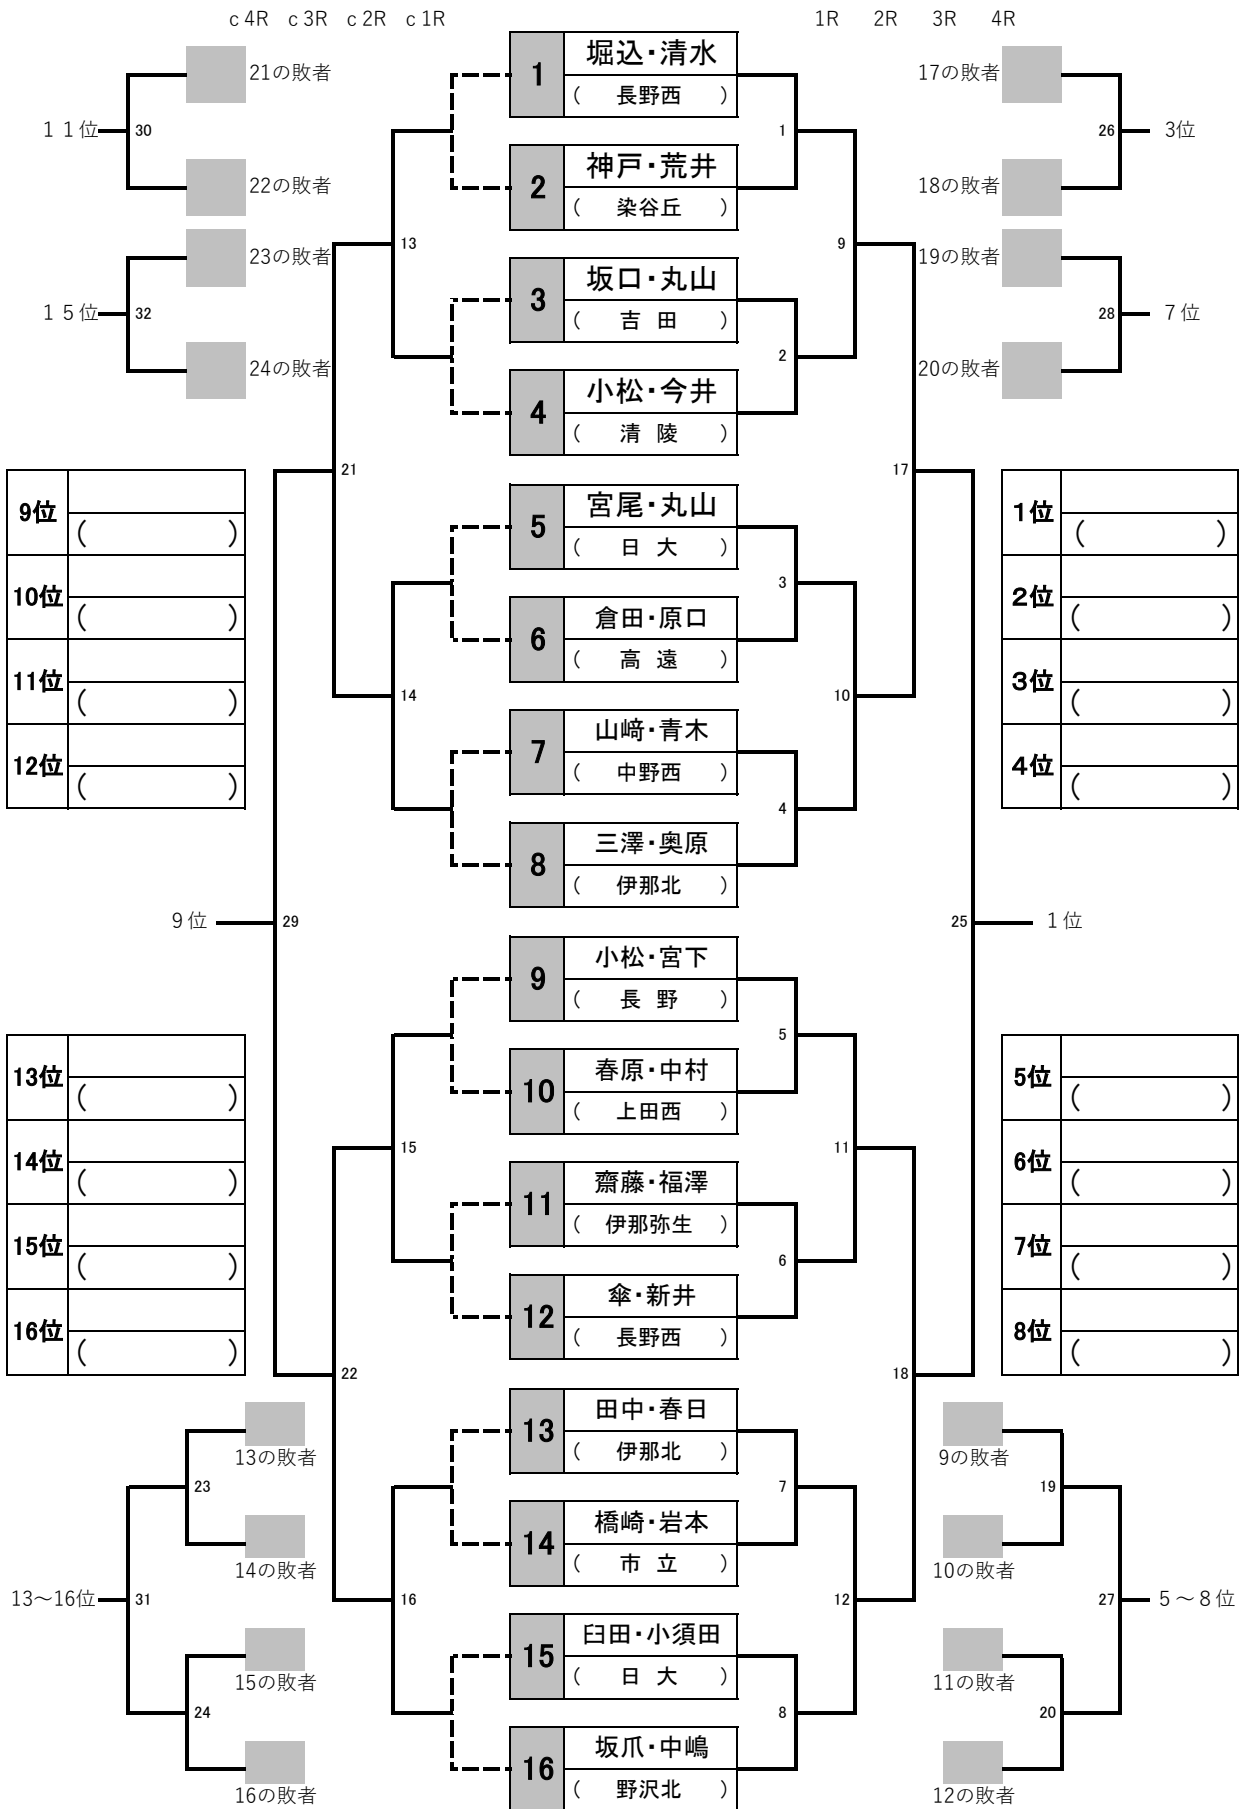 ｃ4R ｃ3R ｃ2R ｃ1R 1R 2R 3R 4R
1 堀込・清水
( 長野西 )
2 神戸・荒井
( 染谷丘 )
3 坂口・丸山
( 吉 田 )
4 小松・今井
( 清 陵 )
5 宮尾・丸山
( 日 大 )
6 倉田・原口
( 高 遠 )
7 山﨑・青木
( 中野西 )
8 三澤・奥原
( 伊那北 )
9 小松・宮下
( 長 野 )
10 春原・中村
( 上田西 )
11 齋藤・福澤
( 伊那弥生 )
12 傘・新井
( 長野西 )
13 田中・春日
( 伊那北 )
14 橋崎・岩本
( 市 立 )
15 臼田・小須田
( 日 大 )
16 坂爪・中嶋
( 野沢北 )
21の敗者
１１位 30
22の敗者
23の敗者
１５位 32
24の敗者
13
21
14
9位
( )
10位
( )
11位
( )
12位
( )
９位 29
13位
( )
14位
( )
15位
( )
16位
( )
15
22
16
13の敗者
23
14の敗者
13～16位 31
15の敗者
24
16の敗者
1
2
3
4
5
6
7
8
9
10
11
12
17
18
25 １位
17の敗者
26 3位
18の敗者
19の敗者
28 ７位
20の敗者
1位
( )
2位
( )
3位
( )
4位
( )
5位
( )
6位
( )
7位
( )
8位
( )
9の敗者
19
10の敗者
27 ５～８位
11の敗者
20
12の敗者